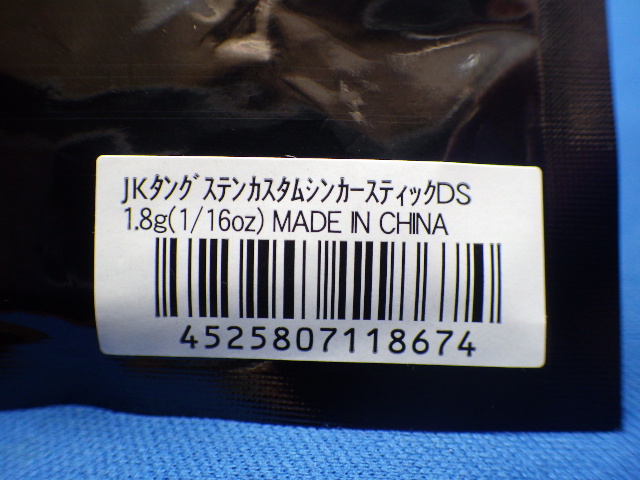 JKﾀﾝｸﾞｽﾃﾝｶｽﾀﾑｼﾝｶｰｽﾃｨｯｸDS
1.8g(1/16oz) MADE IN CHINA
4525807118674